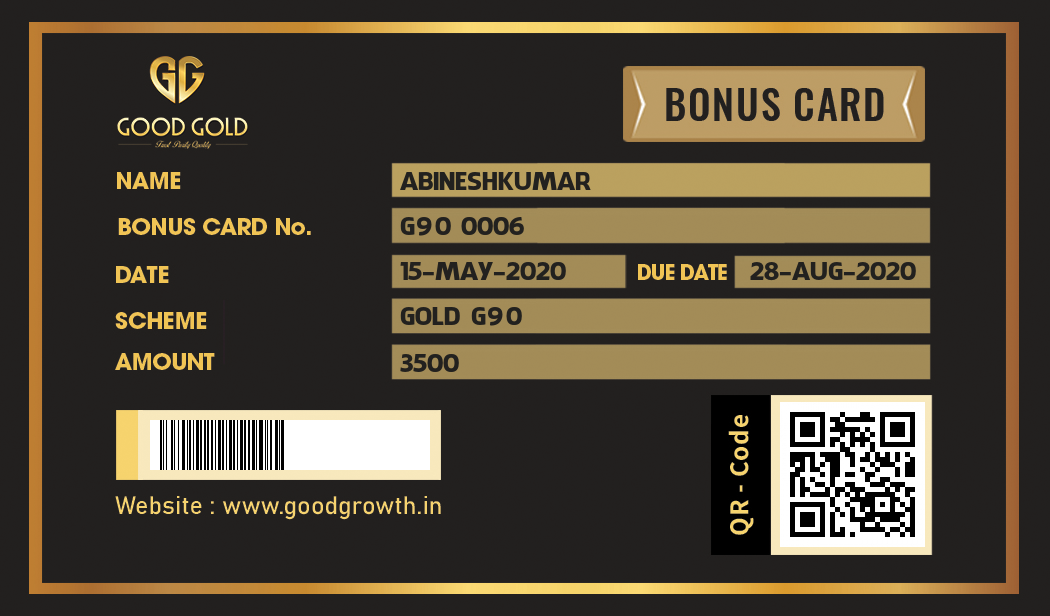 GG
GOOD GOLD
Trust Purity Quality
BONUS CARD
NAME ABINESHKUMAR
BONUS CARD No. G90 0006
DATE 15-MAY-2020 DUE DATE 28-AUG-2020
SCHEME GOLD G90
AMOUNT 3500
QR - Code
Website : www.goodgrowth.in